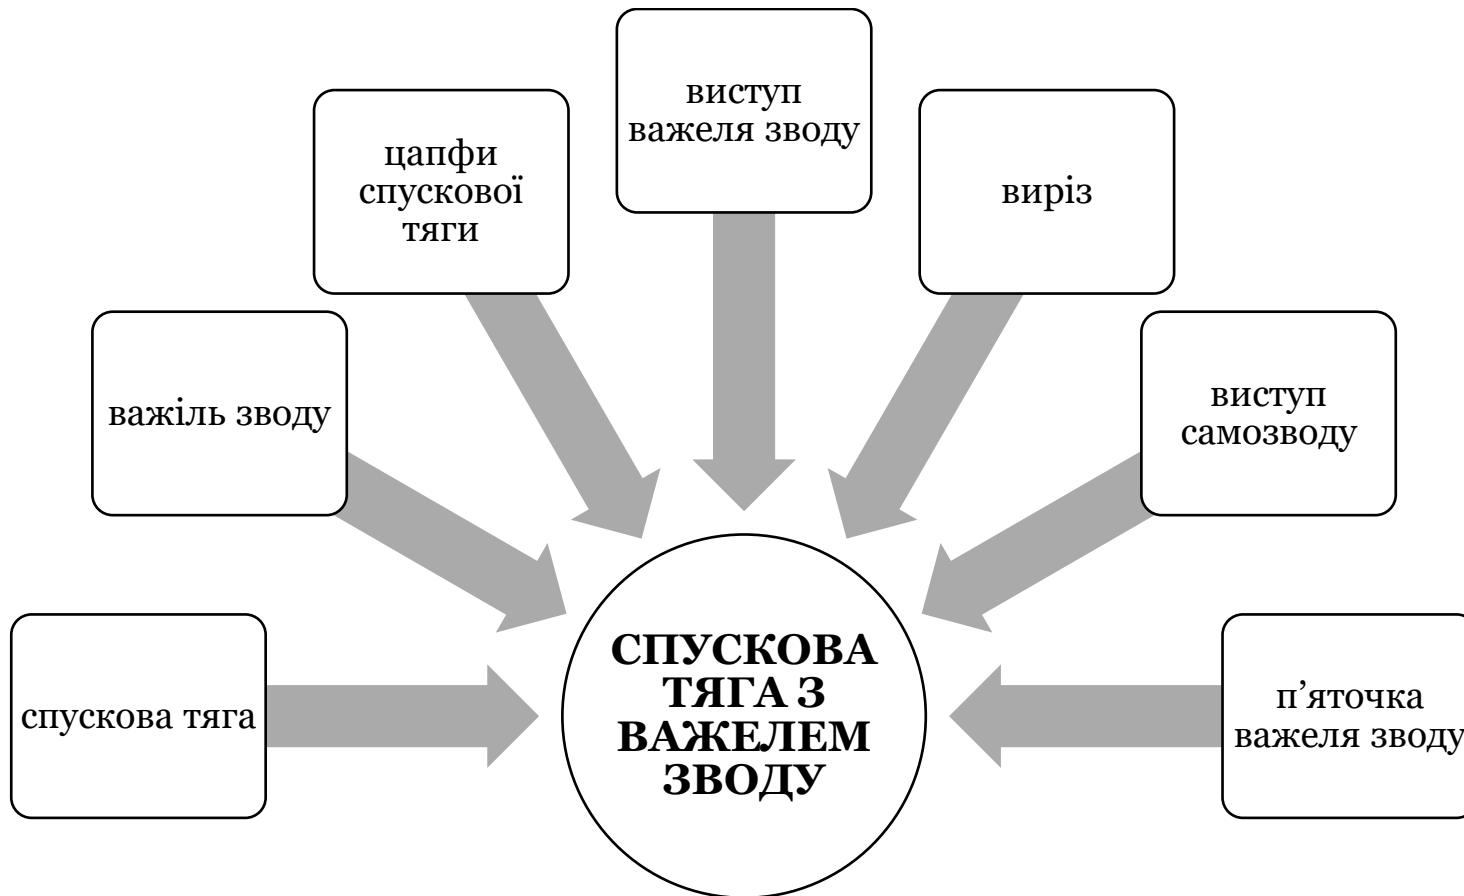 виступ
важеля зводу
цапфи
спускової
тяги
виріз
важіль зводу
виступ
самозводу
спускова тяга
СПУСКОВА
ТЯГА З
ВАЖЕЛЕМ
ЗВОДУ
п’яточка
важеля зводу